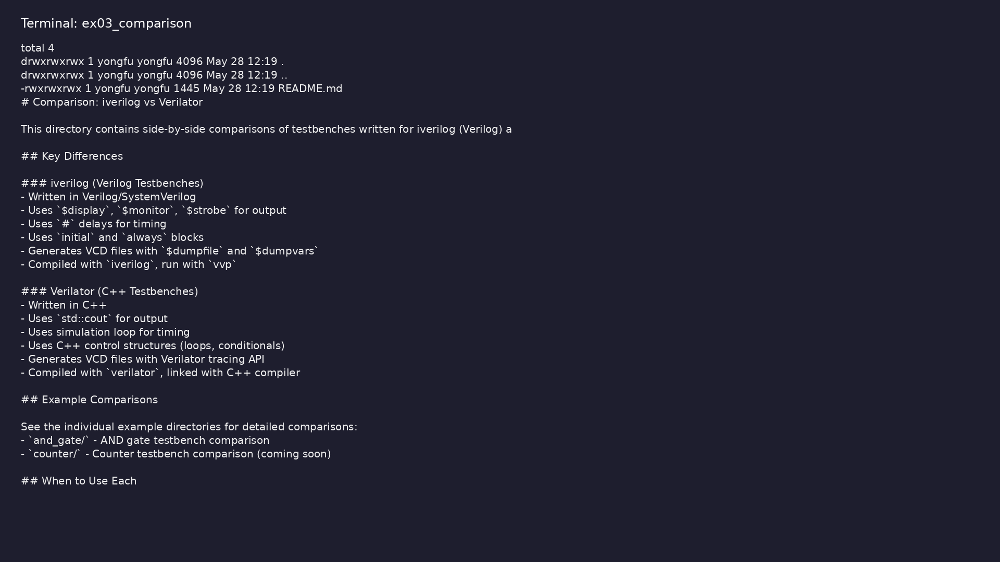 Terminal: ex03_comparison
total 4
drwxrwxrwx 1 yongfu yongfu 4096 May 28 12:19 .
drwxrwxrwx 1 yongfu yongfu 4096 May 28 12:19 ..
-rwxrwxrwx 1 yongfu yongfu 1445 May 28 12:19 README.md
# Comparison: iverilog vs Verilator
This directory contains side-by-side comparisons of testbenches written for iverilog (Verilog) a
## Key Differences
### iverilog (Verilog Testbenches)
- Written in Verilog/SystemVerilog
- Uses `$display`, `$monitor`, `$strobe` for output
- Uses `#` delays for timing
- Uses `initial` and `always` blocks
- Generates VCD files with `$dumpfile` and `$dumpvars`
- Compiled with `iverilog`, run with `vvp`
### Verilator (C++ Testbenches)
- Written in C++
- Uses `std::cout` for output
- Uses simulation loop for timing
- Uses C++ control structures (loops, conditionals)
- Generates VCD files with Verilator tracing API
- Compiled with `verilator`, linked with C++ compiler
## Example Comparisons
See the individual example directories for detailed comparisons:
- `and_gate/` - AND gate testbench comparison
- `counter/` - Counter testbench comparison (coming soon)
## When to Use Each